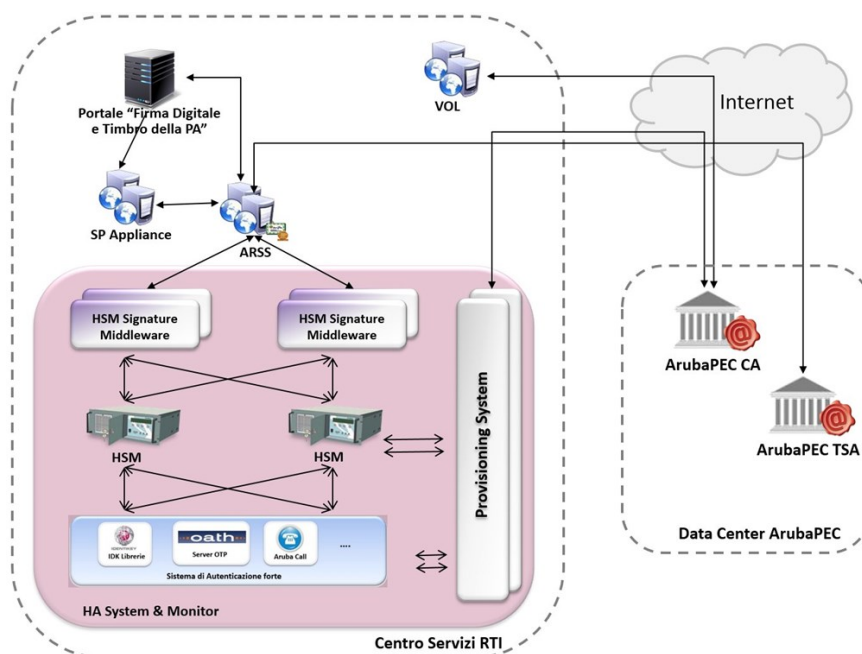 Portale “Firma Digitale
e Timbro della PA”
VOL
Internet
SP Appliance
ARSS
HSM Signature
Middleware
HSM Signature
Middleware
Provisioning System
HSM
HSM
ArubaPEC CA
ArubaPEC TSA
Data Center ArubaPEC
IDK Librerie
oath
Server OTP
Aruba Call
....
Sistema di Autenticazione forte
HA System & Monitor
Centro Servizi RTI